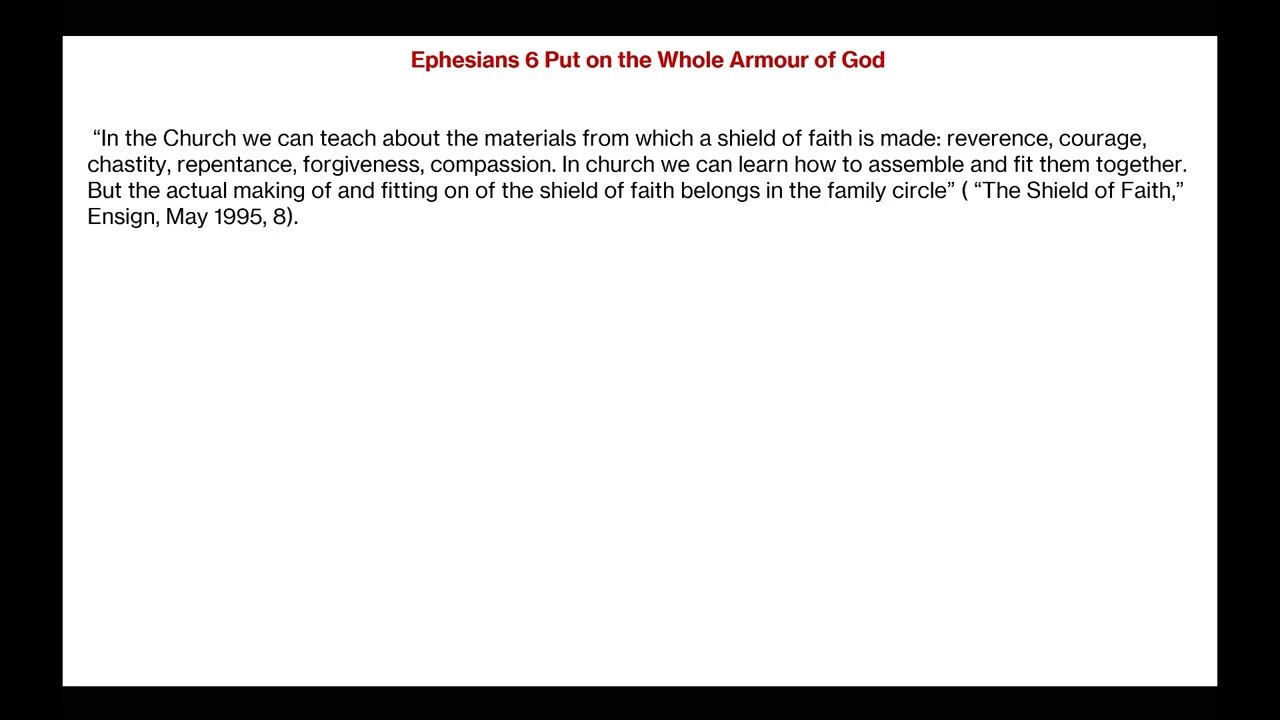 Ephesians 6 Put on the Whole Armour of God
“In the Church we can teach about the materials from which a shield of faith is made: reverence, courage,
chastity, repentance, forgiveness, compassion. In church we can learn how to assemble and fit them together.
But the actual making of and fitting on of the shield of faith belongs in the family circle” ( “The Shield of Faith,”
Ensign, May 1995, 8).